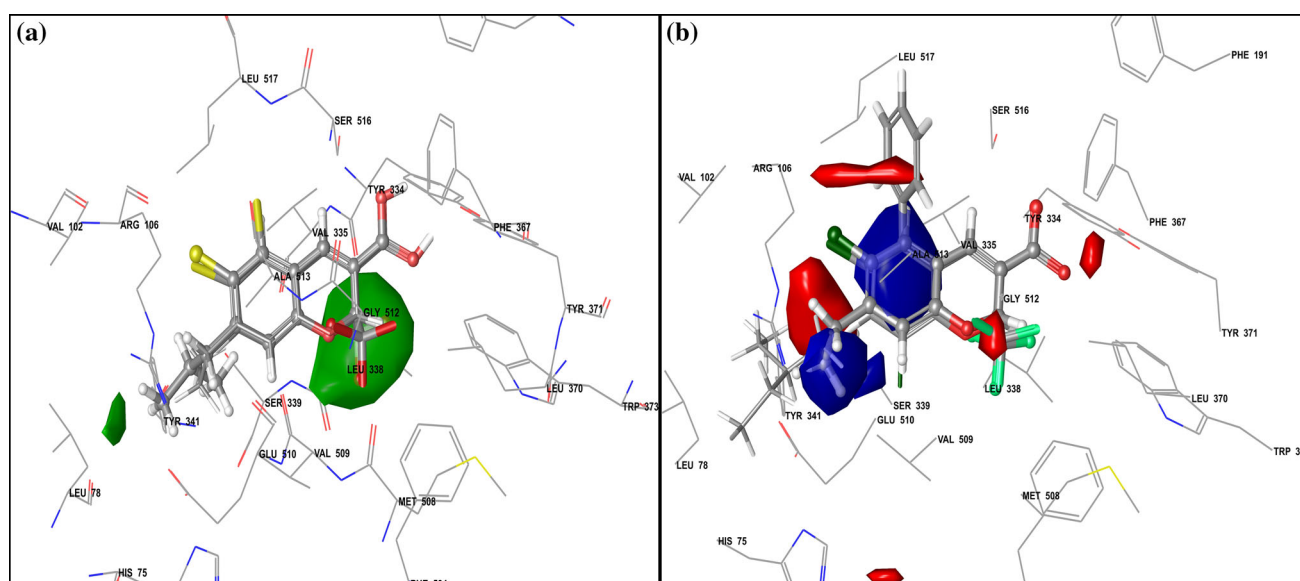 (a)
LEU 517
SER 516
TYR 334
VAL 102
ARG 106
VAL 335
PHE 367
ALA 513
GLY 512
TYR 371
LEU 338
LEU 370
TRP 373
SER 339
TYR 341
GLU 510
VAL 509
LEU 78
MET 508
HIS 75
(b)
LEU 517
PHE 191
SER 516
ARG 106
VAL 102
TYR 334
PHE 367
VAL 335
ALA 513
GLY 512
TYR 371
LEU 338
LEU 370
SER 339
TYR 341
GLU 510
VAL 509
TRP 3
LEU 78
MET 508
HIS 75